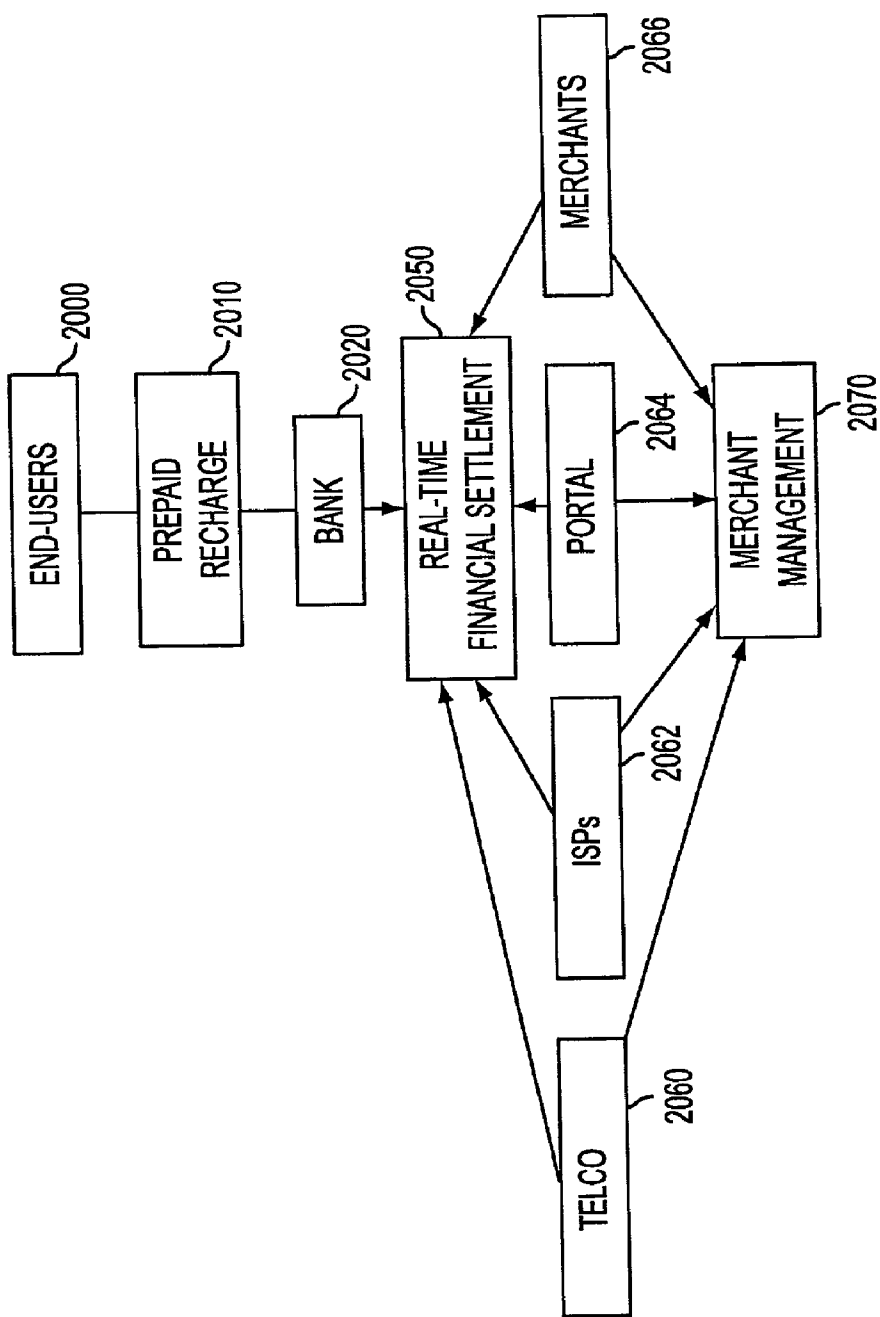 END-USERS
2000
PREPAID
RECHARGE
2010
BANK
2020
REAL-TIME
FINANCIAL SETTLEMENT
2050
TELCO
2060
ISPs
2062
PORTAL
2064
MERCHANTS
2066
MERCHANT
MANAGEMENT
2070